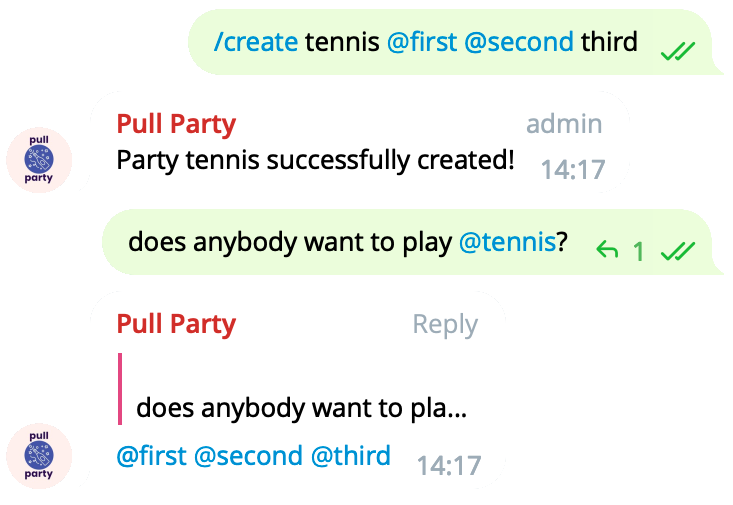 /create tennis @first @second third
pull
party
Pull Party admin
Party tennis successfully created! 14:17
does anybody want to play @tennis? 1
Pull Party Reply
does anybody want to pla...
pull
party
@first @second @third 14:17